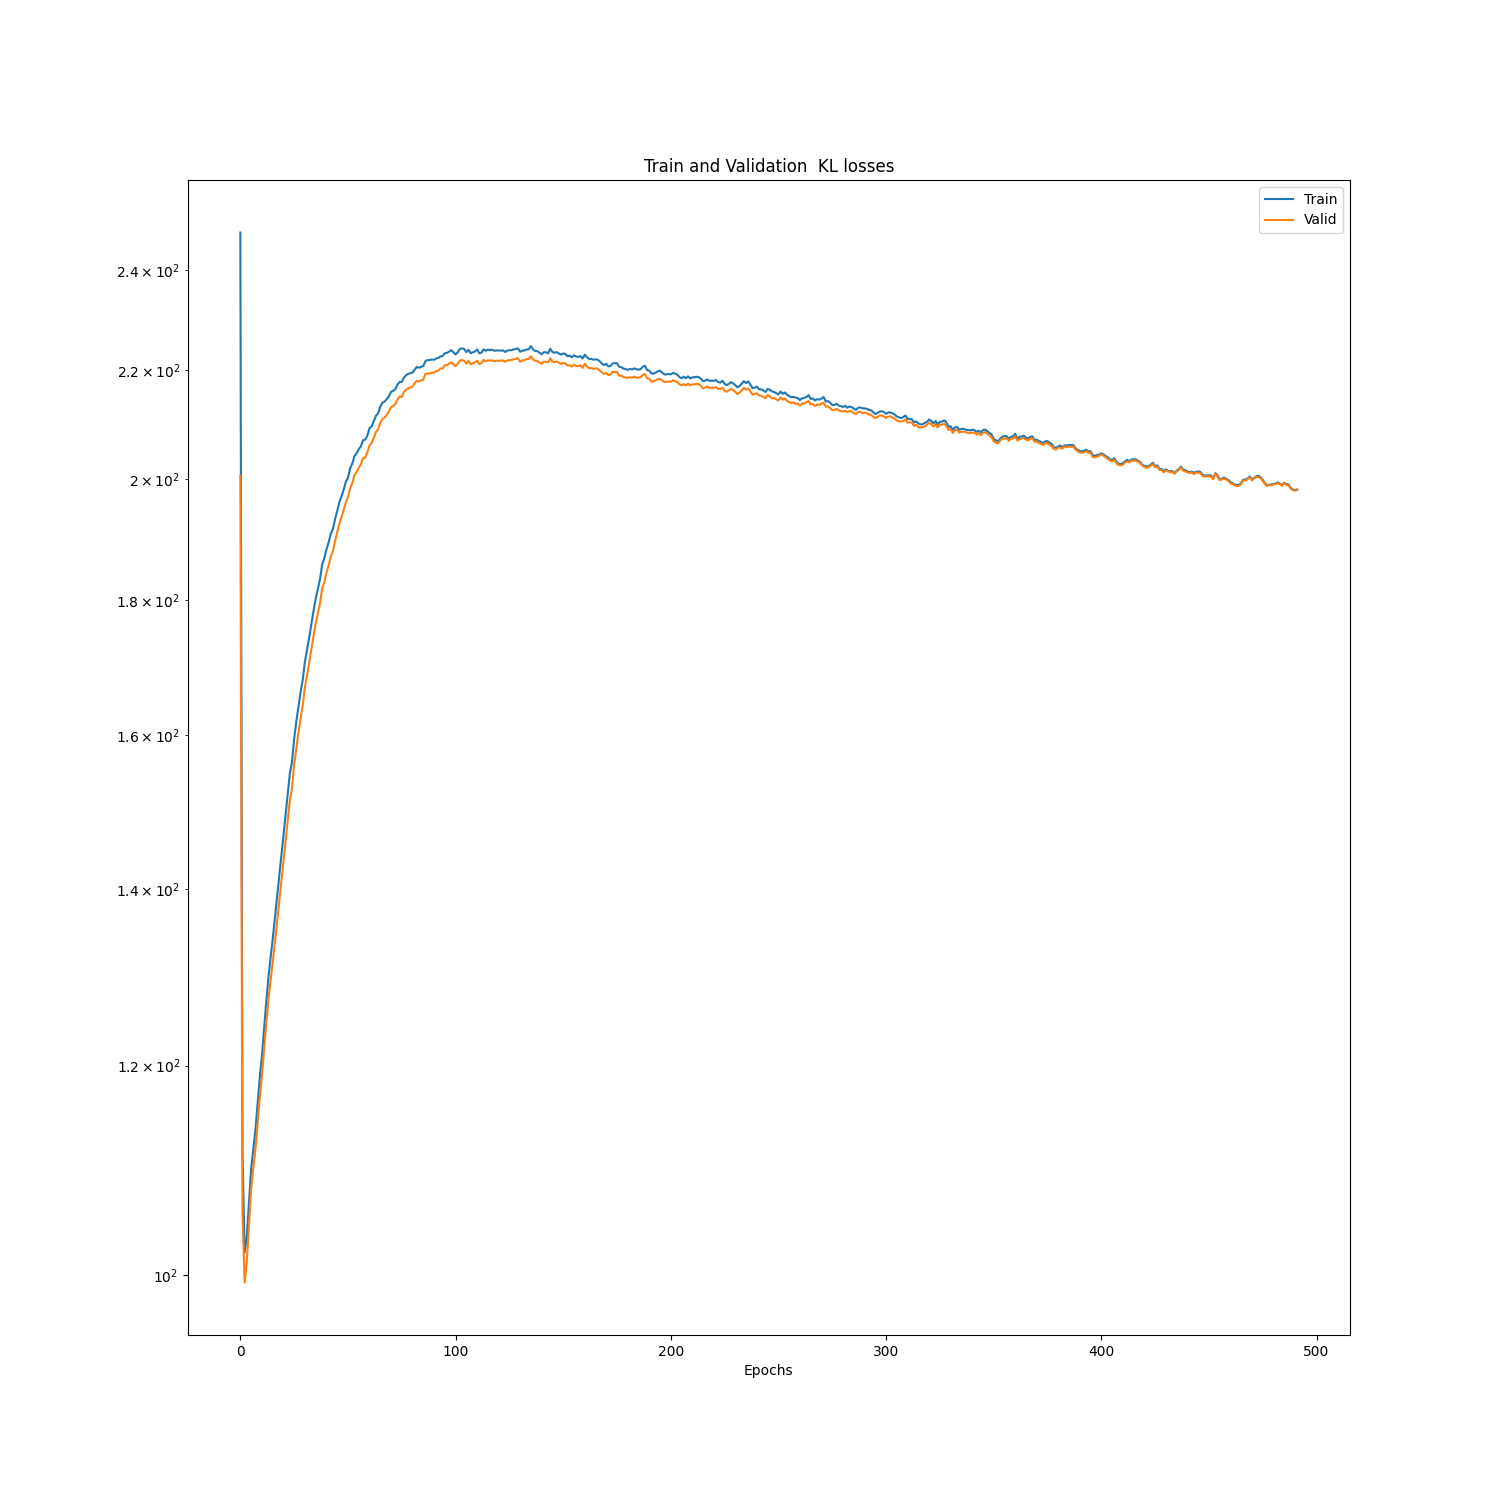 Train and Validation  KL losses
Train
Valid
2.4 × 10²
2.2 × 10²
2 × 10²
1.8 × 10²
1.6 × 10²
1.4 × 10²
1.2 × 10²
10²
0 100 200 300 400 500
Epochs